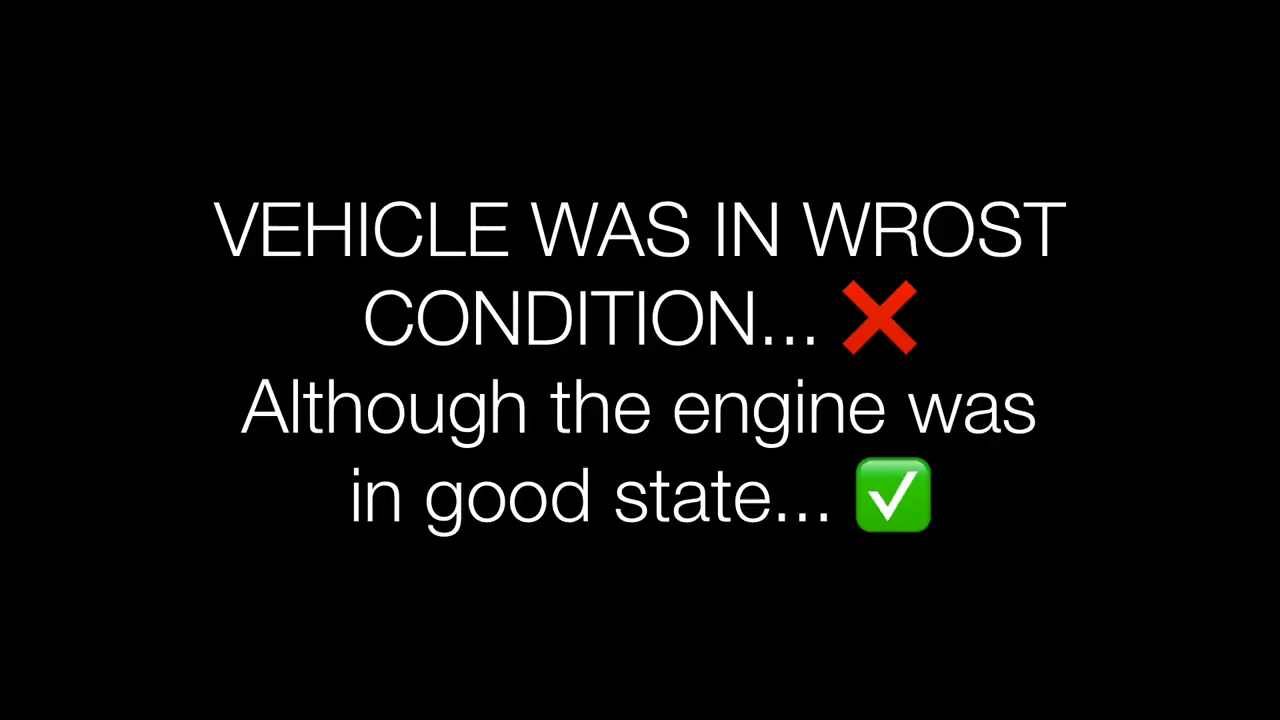 VEHICLE WAS IN WROST
CONDITION... ❌
Although the engine was
in good state... ✅